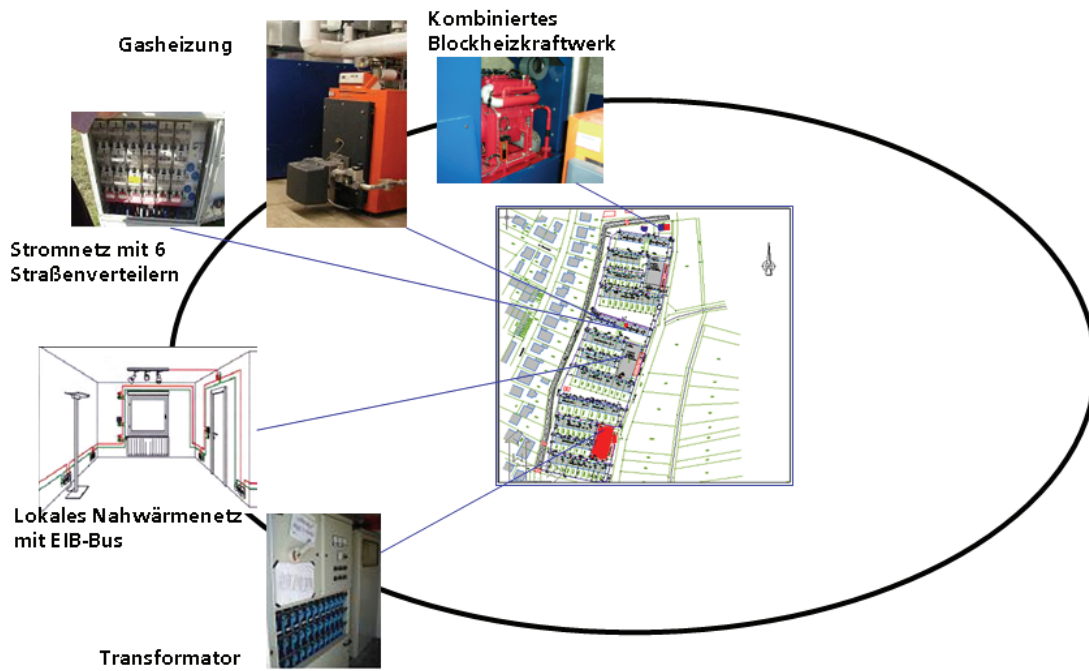 Gasheizung
Kombiniertes
Blockheizkraftwerk
Stromnetz mit 6
Straßenverteilern
Lokales Nahwärmenetz
mit EIB-Bus
Transformator